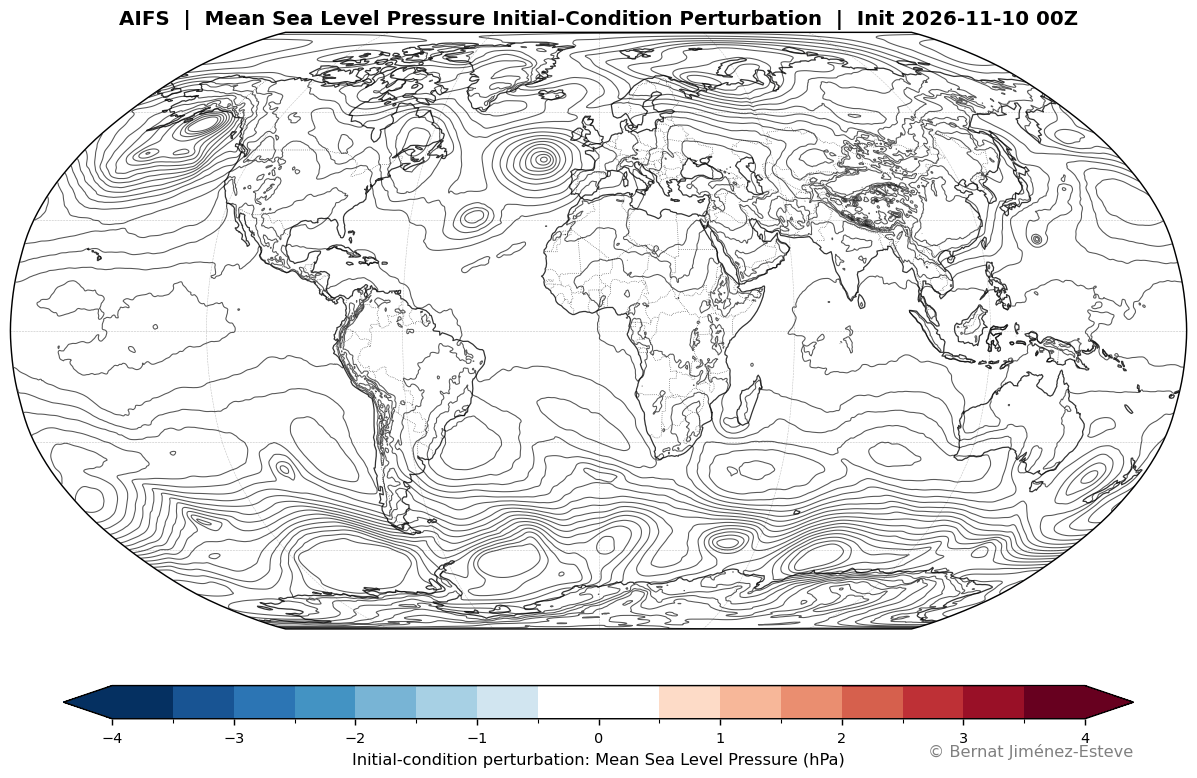 AIFS | Mean Sea Level Pressure Initial-Condition Perturbation | Init 2026-11-10 00Z
−4 −3 −2 −1 0 1 2 3 4
Initial-condition perturbation: Mean Sea Level Pressure (hPa)
© Bernat Jiménez-Esteve